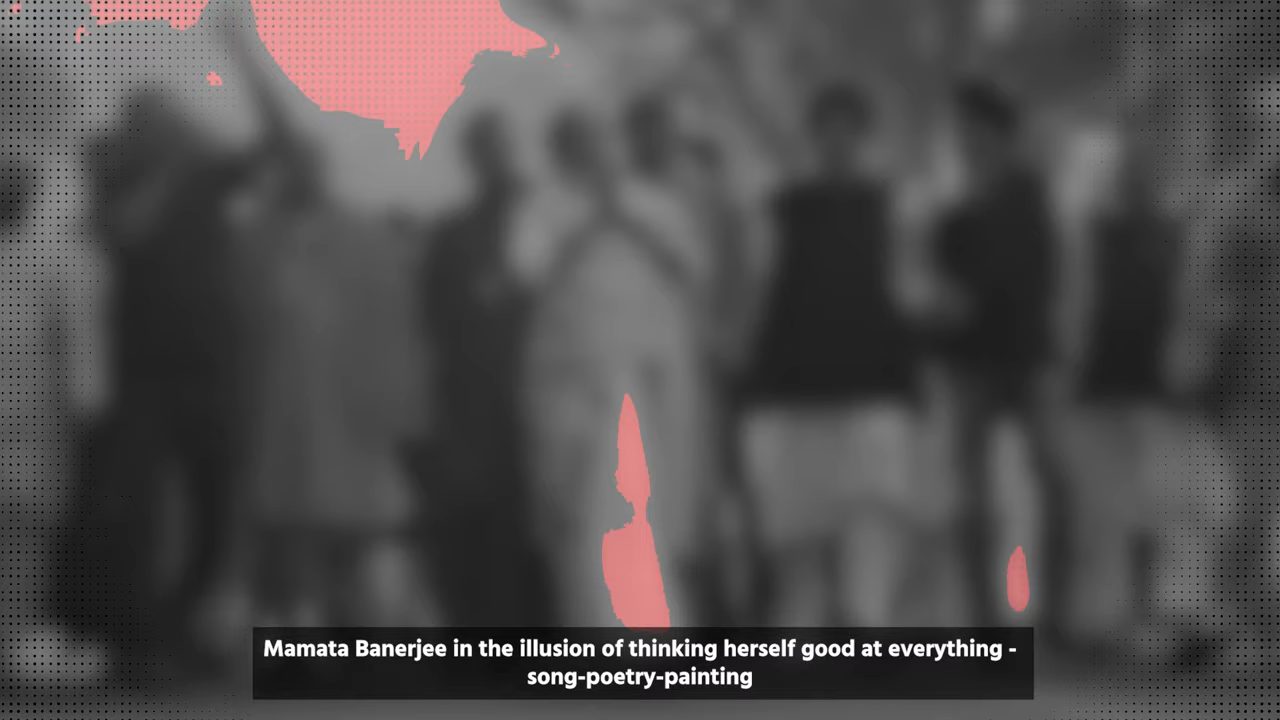 Mamata Banerjee in the illusion of thinking herself good at everything -
song-poetry-painting